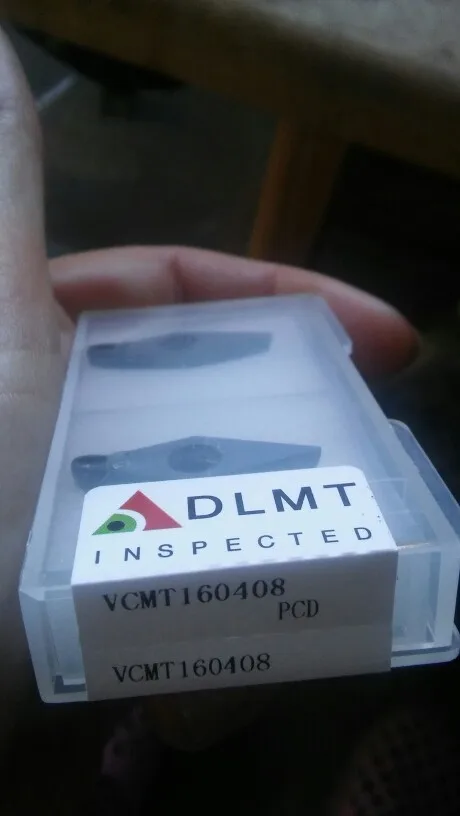 DLMT
INSPECTED
VCMT160408
PCD
VCMT160408